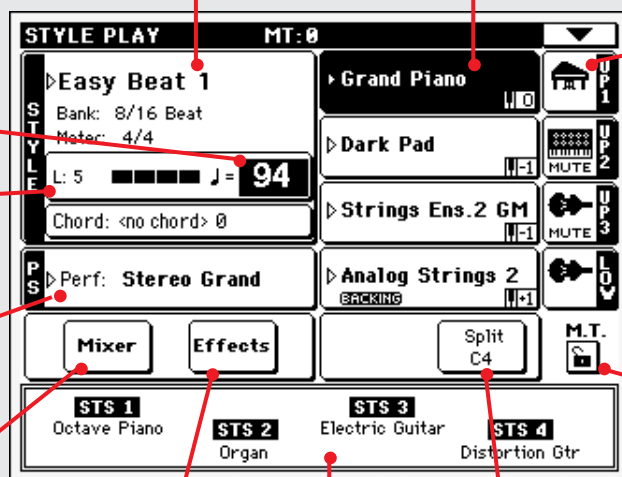 STYLE PLAY MT:0
STYLE
Easy Beat 1
Bank: 8/16 Beat
Meter: 4/4
L: 5 ♩= 94
Chord: <no chord> 0
PS
Perf: Stereo Grand
Grand Piano
0
UP1
Dark Pad
-1
MUTE
UP2
Strings Ens.2 GM
-1
MUTE
UP3
Analog Strings 2
BACKING
+1
LOW
Mixer
Effects
Split
C4
M.T.
STS 1
Octave Piano
STS 2
Organ
STS 3
Electric Guitar
STS 4
Distortion Gtr